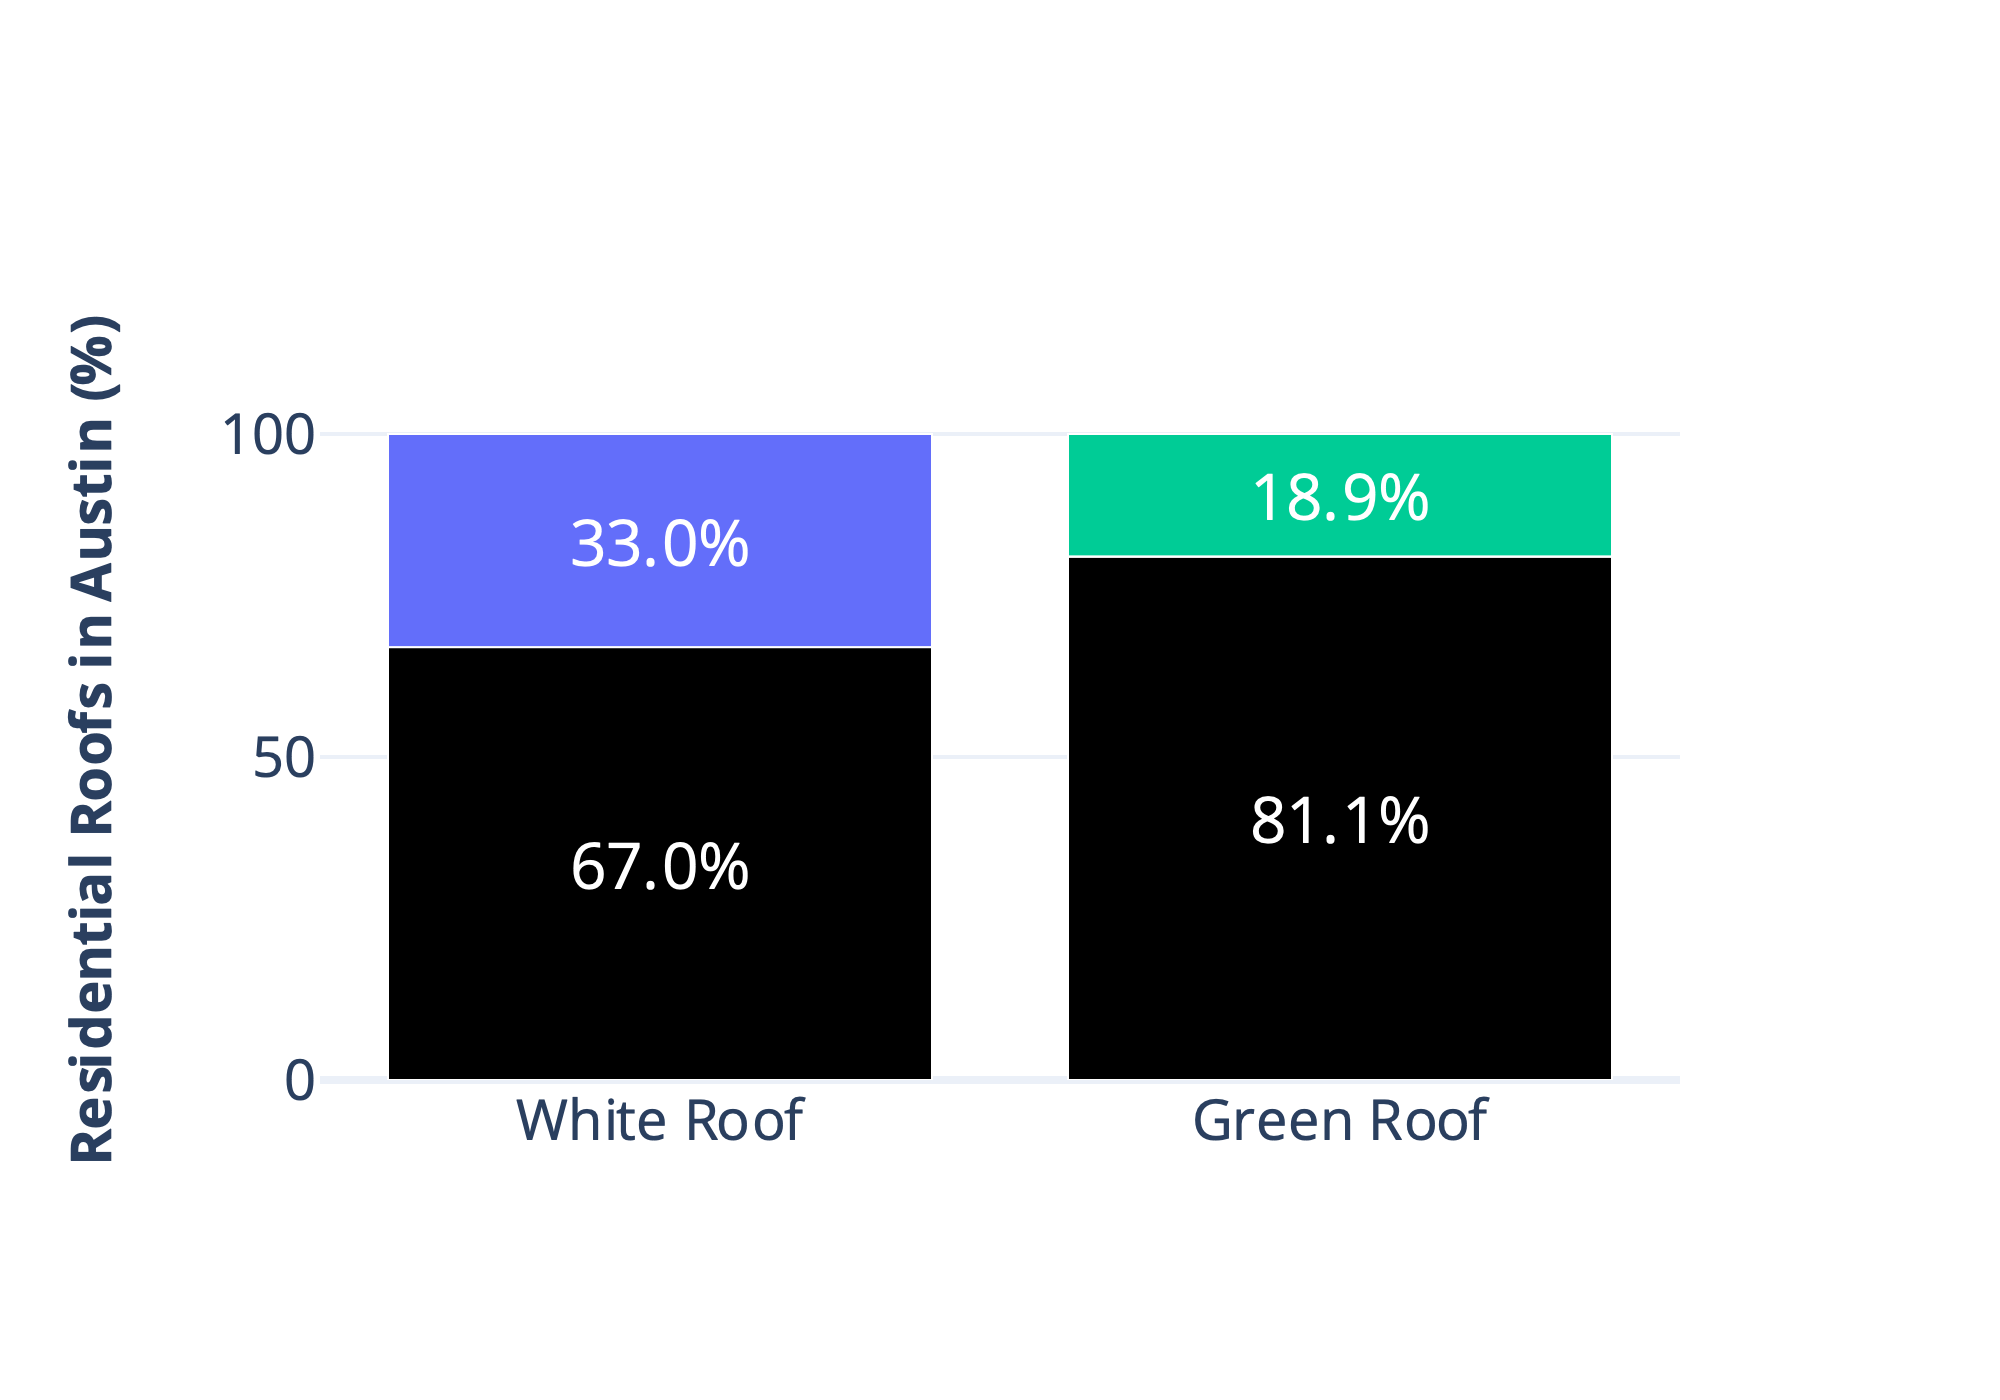 Residential Roofs in Austin (%)
100
50
0
33.0%
67.0%
18.9%
81.1%
White Roof
Green Roof